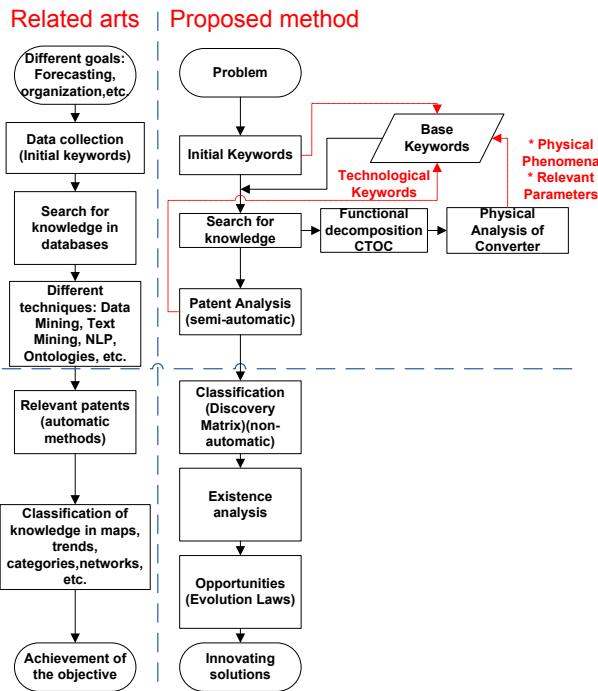 Related arts
Different goals:
Forecasting,
organization,etc.
Data collection
(Initial keywords)
Search for
knowledge in
databases
Different
techniques: Data
Mining, Text
Mining, NLP,
Ontologies, etc.
Relevant patents
(automatic
methods)
Classification of
knowledge in maps,
trends,
categories,networks,
etc.
Achievement of
the objective
Proposed method
Problem
Initial Keywords
Base
Keywords
* Physical
Phenomena
* Relevant
Parameters
Technological
Keywords
Search for
knowledge
Functional
decomposition
CTOC
Physical
Analysis of
Converter
Patent Analysis
(semi-automatic)
Classification
(Discovery
Matrix)(non-
automatic)
Existence
analysis
Opportunities
(Evolution Laws)
Innovating
solutions